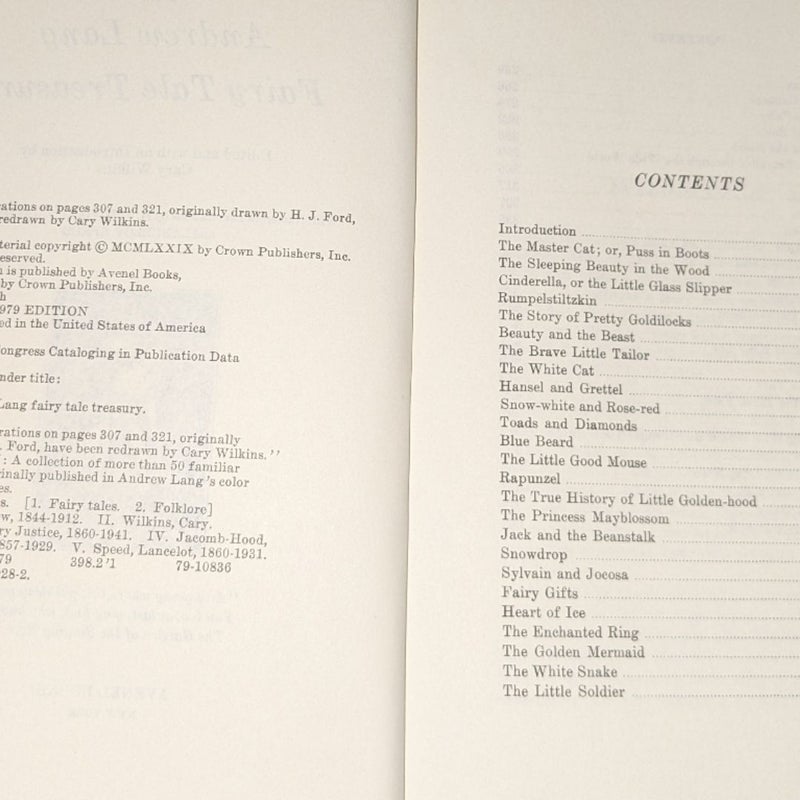 ations on pages 307 and 321, originally drawn by H. J. Ford,
redrawn by Cary Wilkins.
terial copyright © MCMLXXIX by Crown Publishers, Inc.
eserved.
n is published by Avenel Books,
by Crown Publishers, Inc.
h
979 EDITION
ed in the United States of America
ongress Cataloging in Publication Data
nder title:
Lang fairy tale treasury.
rations on pages 307 and 321, originally
. Ford, have been redrawn by Cary Wilkins."
: A collection of more than 50 familiar
inally published in Andrew Lang's color
es.
s. [1. Fairy tales. 2. Folklore]
w, 1844-1912. II. Wilkins, Cary.
ry Justice, 1860-1941. IV. Jacomb-Hood,
857-1929. V. Speed, Lancelot, 1860-1931.
79 398.2'1 79-10836
28-2.
CONTENTS
Introduction
The Master Cat; or, Puss in Boots
The Sleeping Beauty in the Wood
Cinderella, or the Little Glass Slipper
Rumpelstiltzkin
The Story of Pretty Goldilocks
Beauty and the Beast
The Brave Little Tailor
The White Cat
Hansel and Grettel
Snow-white and Rose-red
Toads and Diamonds
Blue Beard
The Little Good Mouse
Rapunzel
The True History of Little Golden-hood
The Princess Mayblossom
Jack and the Beanstalk
Snowdrop
Sylvain and Jocosa
Fairy Gifts
Heart of Ice
The Enchanted Ring
The Golden Mermaid
The White Snake
The Little Soldier